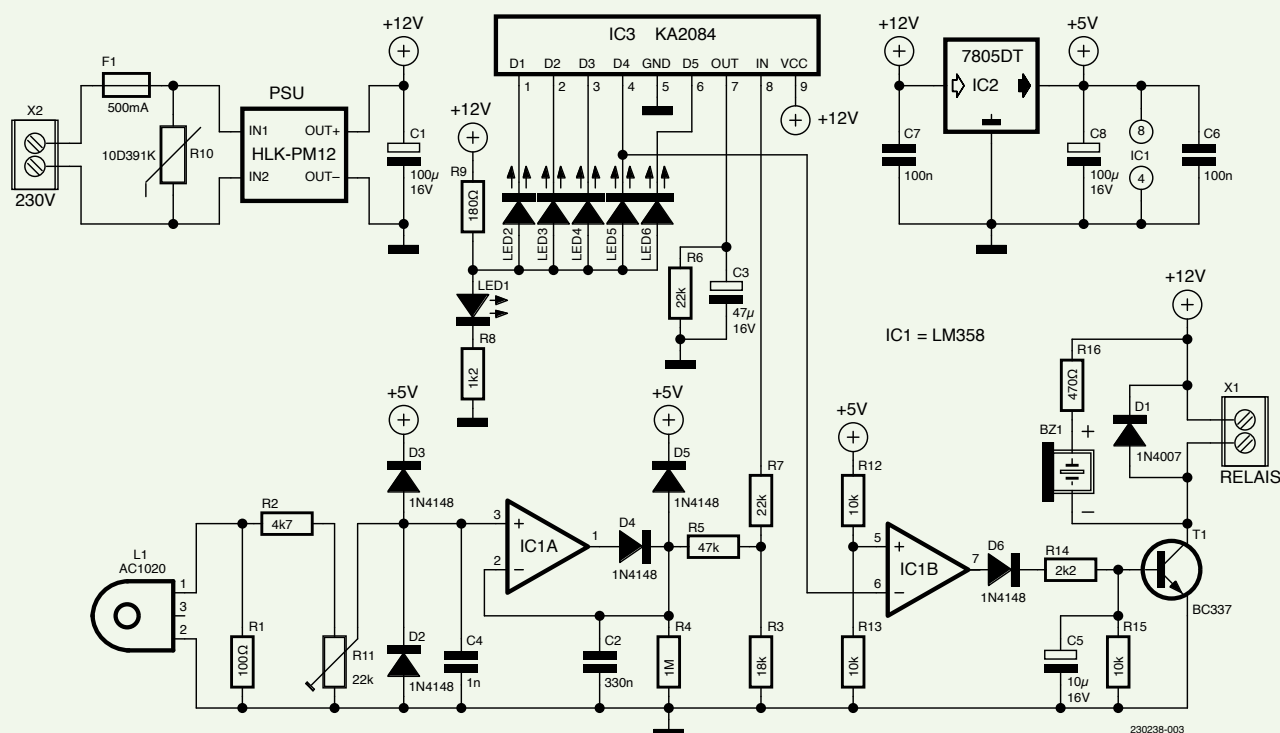 +12V
IC3 KA2084
D1 D2 D3 D4 GND D5 OUT IN VCC
1 2 3 4 5 6 7 8 9
+12V
+12V
7805DT
IC2
+5V
F1
500mA
X2
230V
10D391K
R10
PSU
IN1
OUT+
HLK-PM12
IN2
OUT−
C1
100µ
16V
+12V
R9
180Ω
LED2
LED3
LED4
LED5
LED6
LED1
R8
1k2
R6
22k
C3
47µ
16V
C7
100n
C8
100µ
16V
8
IC1
4
C6
100n
IC1 = LM358
+12V
R16
470Ω
D1
1N4007
X1
RELAIS
BZ1
+
−
+5V
D3
1N4148
+5V
D5
1N4148
R7
22k
+5V
R12
10k
L1
AC1020
1
3
2
R2
4k7
R1
100Ω
R11
22k
D2
1N4148
C4
1n
3
+
2
−
IC1A
1
D4
1N4148
R5
47k
C2
330n
R4
1M
R3
18k
R13
10k
5
+
6
−
IC1B
7
D6
1N4148
R14
2k2
T1
BC337
C5
10µ
16V
R15
10k
230238-003